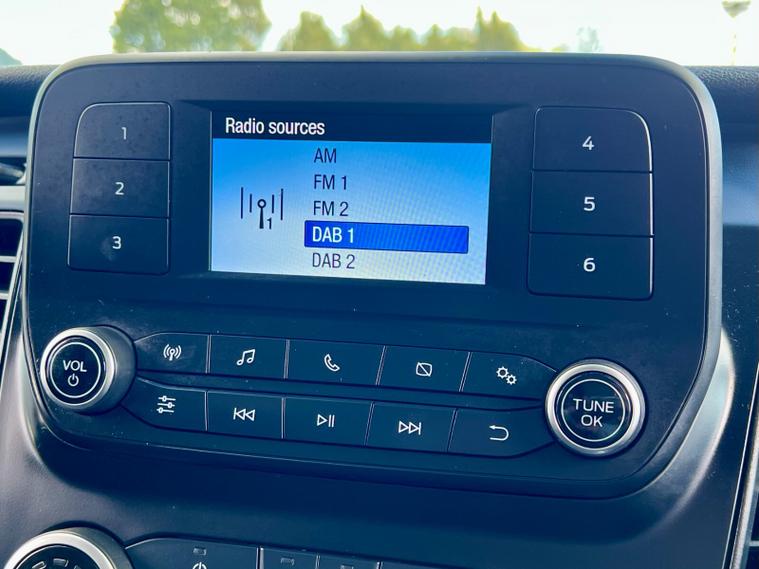 Radio sources
AM
FM 1
FM 2
DAB 1
DAB 2
1
1
2
3
4
5
6
VOL
TUNE
OK